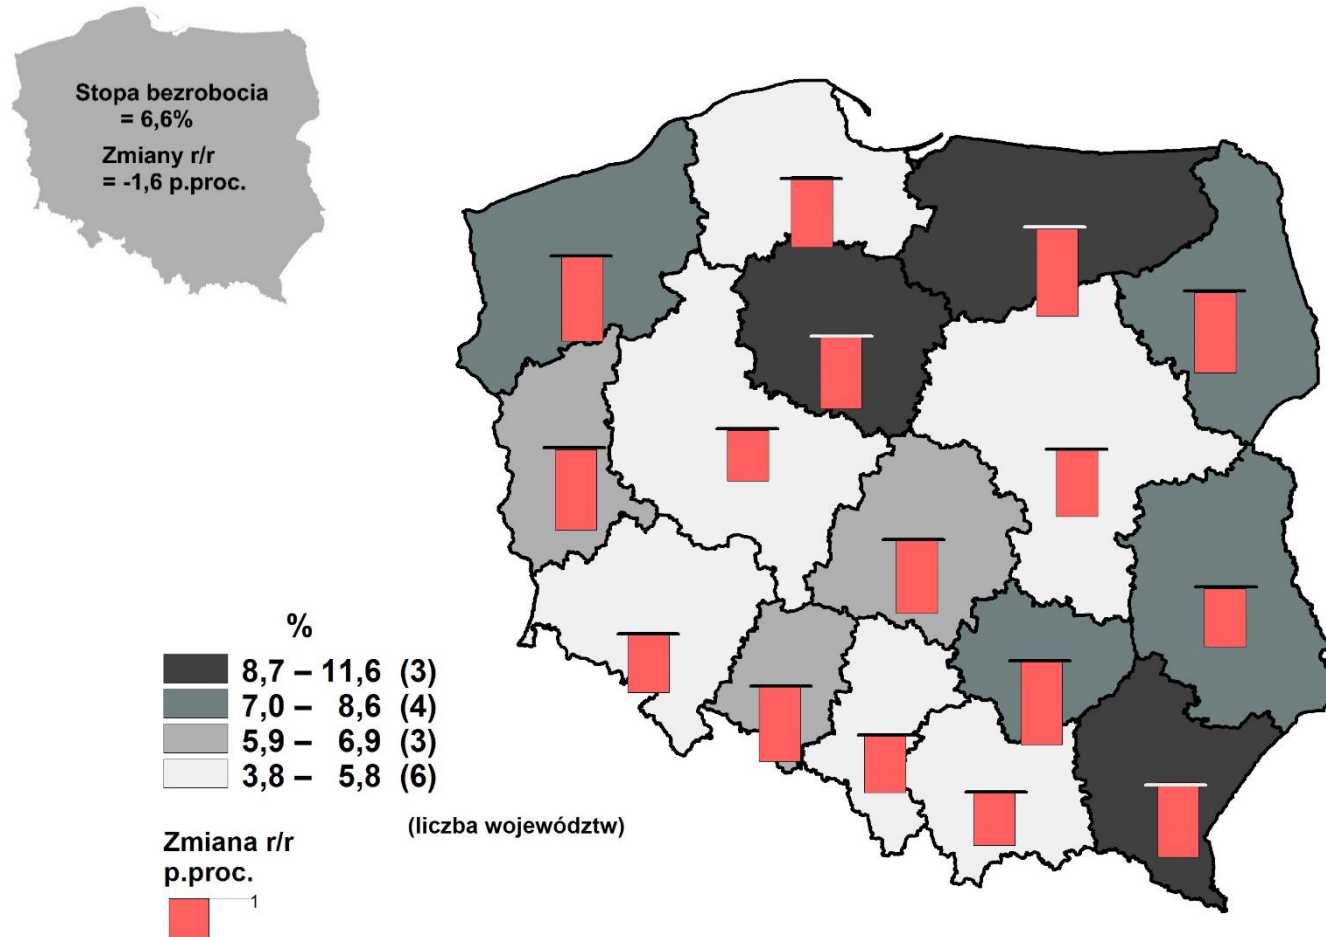 Stopa bezrobocia
= 6,6%
Zmiany r/r
= -1,6 p.proc.
%
8,7 – 11,6 (3)
7,0 – 8,6 (4)
5,9 – 6,9 (3)
3,8 – 5,8 (6)
(liczba województw)
Zmiana r/r
p.proc.
1